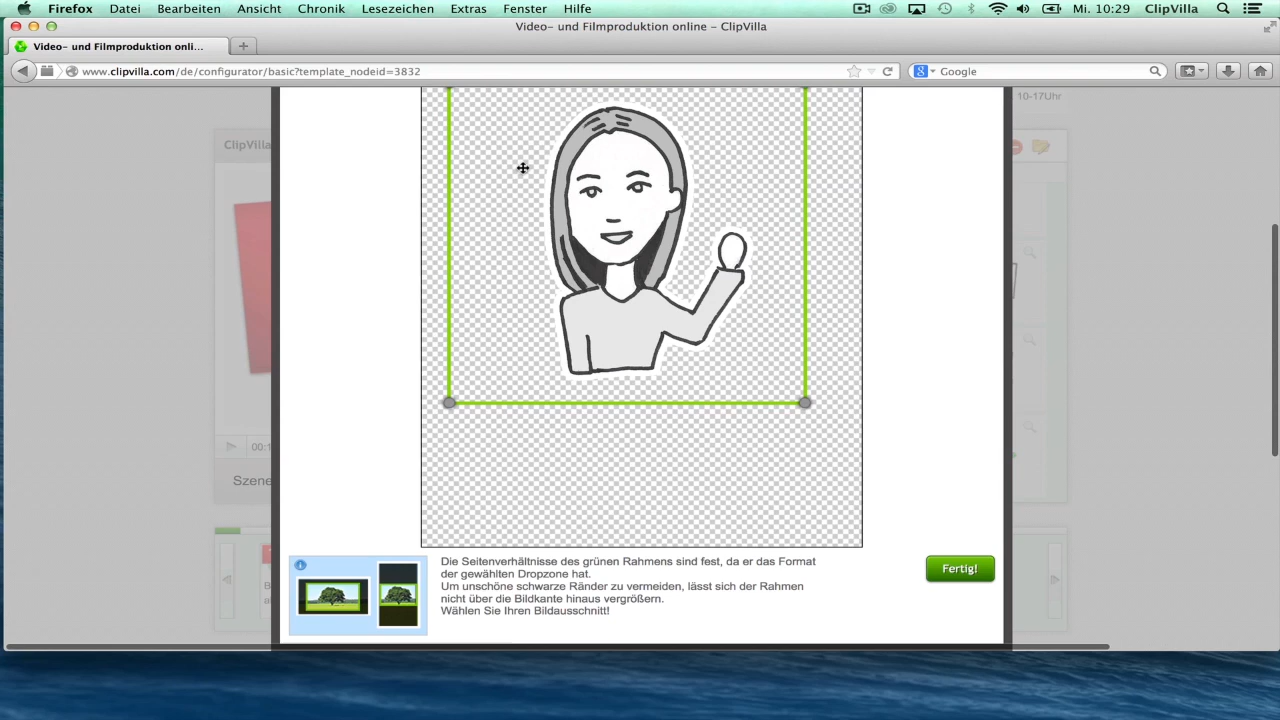 Firefox Datei Bearbeiten Ansicht Chronik Lesezeichen Extras Fenster Hilfe Mi. 10:29 ClipVilla
Video– und Filmproduktion online – ClipVilla
Video– und Filmproduktion onli...
www.clipvilla.com/de/configurator/basic?template_nodeid=3832
Google
10-17Uhr
ClipVilla
00:1
Szene
Die Seitenverhältnisse des grünen Rahmens sind fest, da er das Format
der gewählten Dropzone hat.
Um unschöne schwarze Ränder zu vermeiden, lässt sich der Rahmen
nicht über die Bildkante hinaus vergrößern.
Wählen Sie Ihren Bildausschnitt!
Fertig!